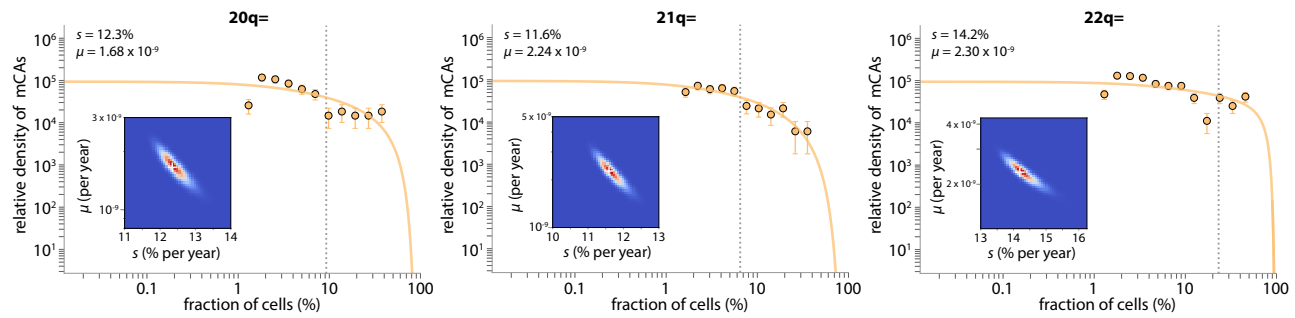 20q=
s = 12.3%
μ = 1.68 x 10⁻⁹
relative density of mCAs
10⁶
10⁵
10⁴
10³
10²
10¹
3 x 10⁻⁹
10⁻⁹
μ (per year)
11 12 13 14
s (% per year)
0.1 1 10 100
fraction of cells (%)
21q=
s = 11.6%
μ = 2.24 x 10⁻⁹
relative density of mCAs
10⁶
10⁵
10⁴
10³
10²
10¹
5 x 10⁻⁹
10⁻⁹
μ (per year)
10 11 12 13
s (% per year)
0.1 1 10 100
fraction of cells (%)
22q=
s = 14.2%
μ = 2.30 x 10⁻⁹
relative density of mCAs
10⁶
10⁵
10⁴
10³
10²
10¹
4 x 10⁻⁹
2 x 10⁻⁹
μ (per year)
13 14 15 16
s (% per year)
0.1 1 10 100
fraction of cells (%)